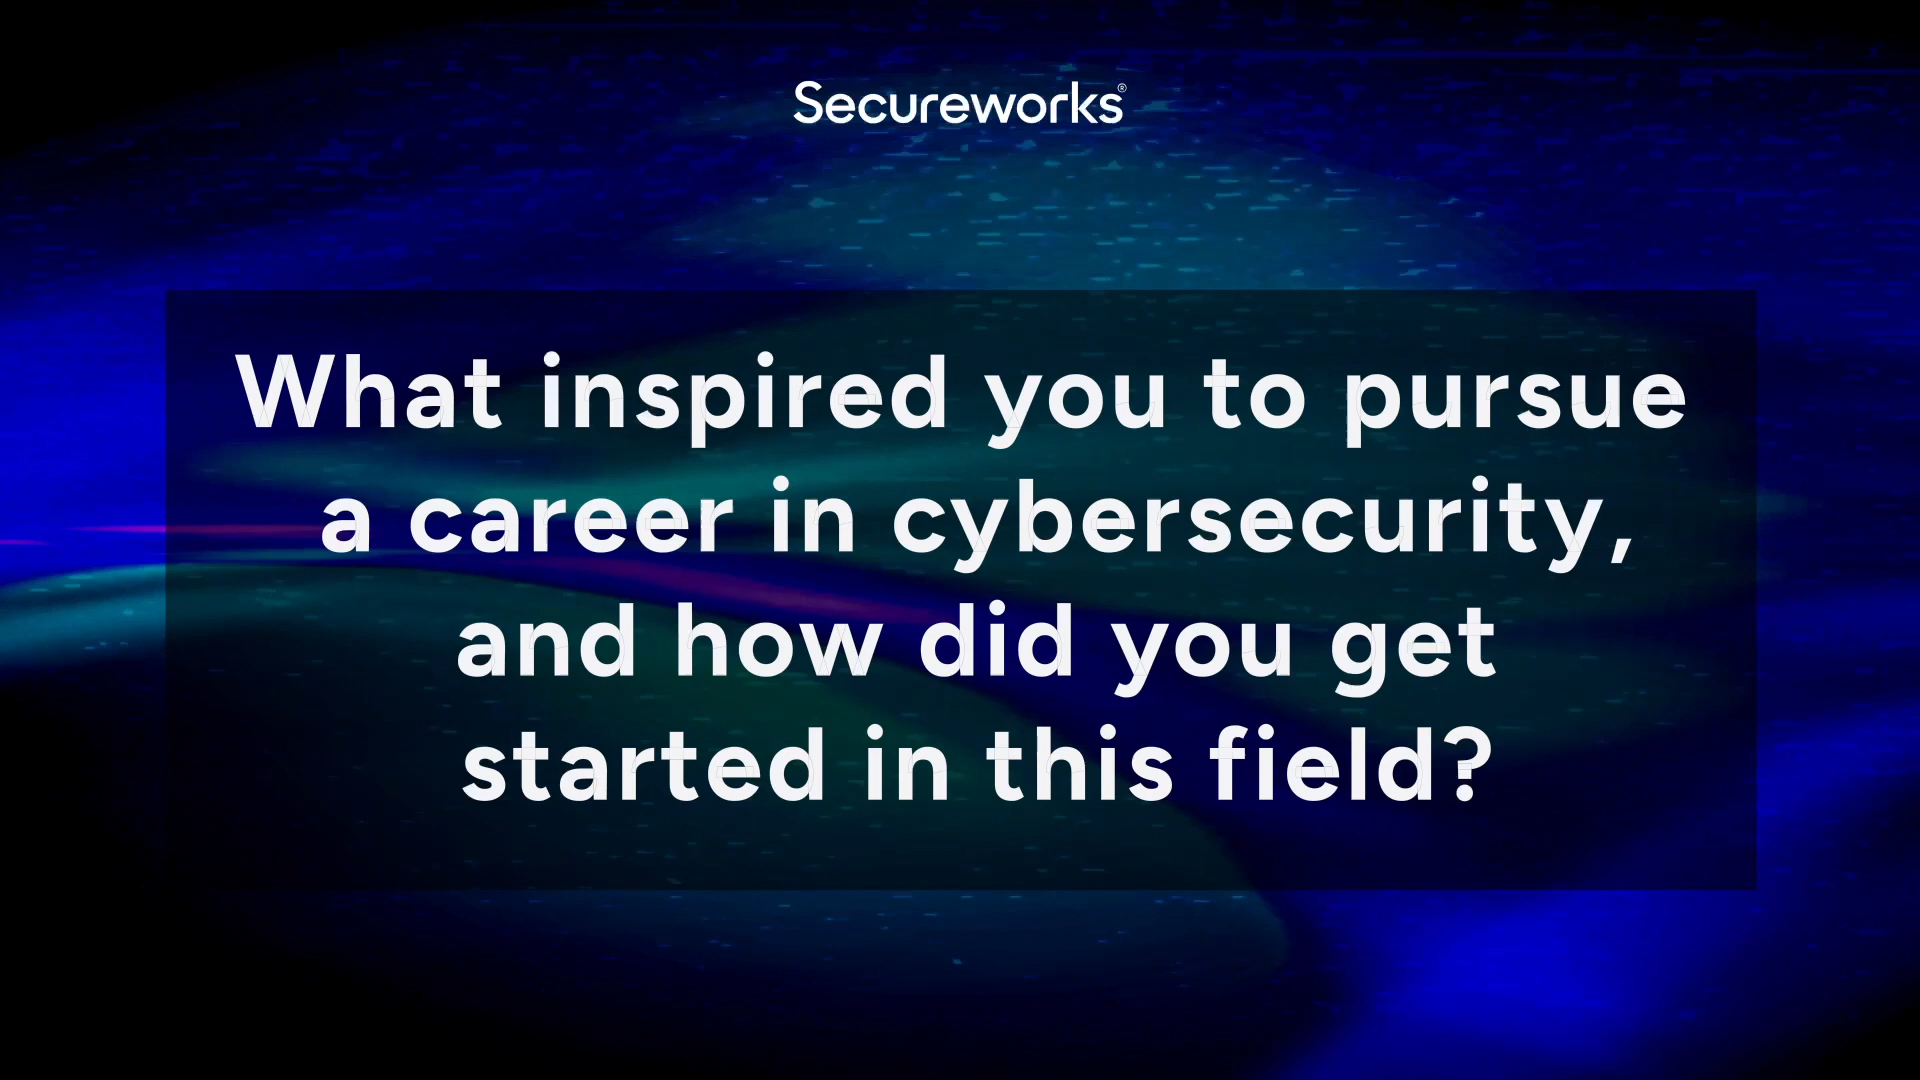 Secureworks®
What inspired you to pursue
a career in cybersecurity,
and how did you get
started in this field?